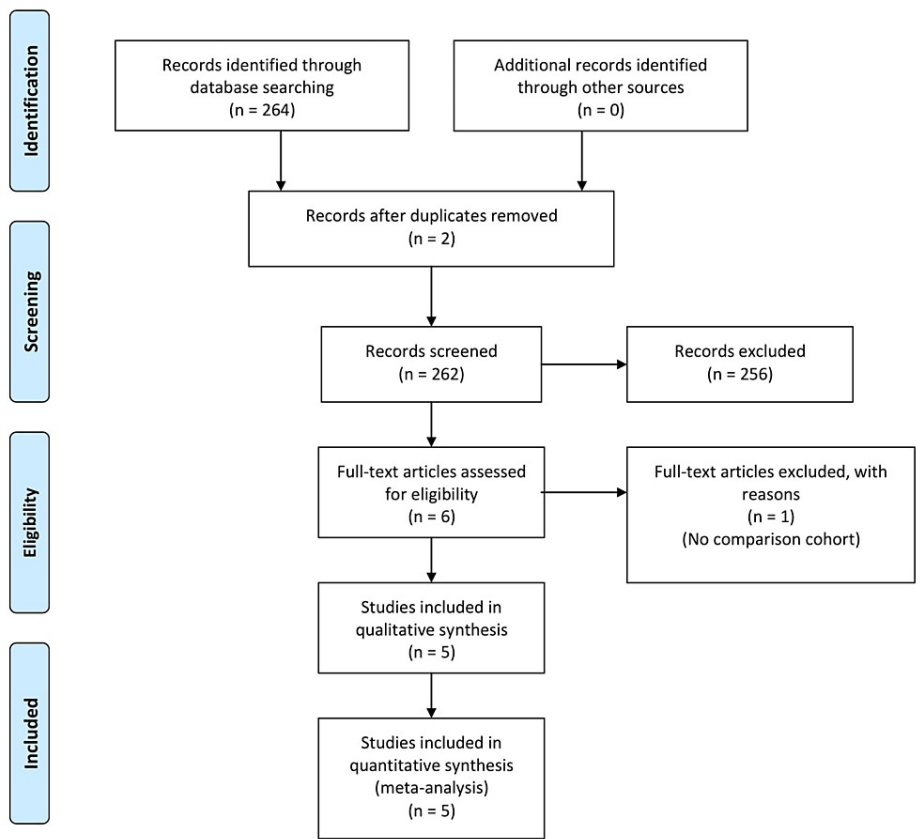 Identification
Records identified through
database searching
(n = 264)
Additional records identified
through other sources
(n = 0)
Records after duplicates removed
(n = 2)
Screening
Records screened
(n = 262)
Records excluded
(n = 256)
Eligibility
Full-text articles assessed
for eligibility
(n = 6)
Full-text articles excluded, with
reasons
(n = 1)
(No comparison cohort)
Studies included in
qualitative synthesis
(n = 5)
Included
Studies included in
quantitative synthesis
(meta-analysis)
(n = 5)